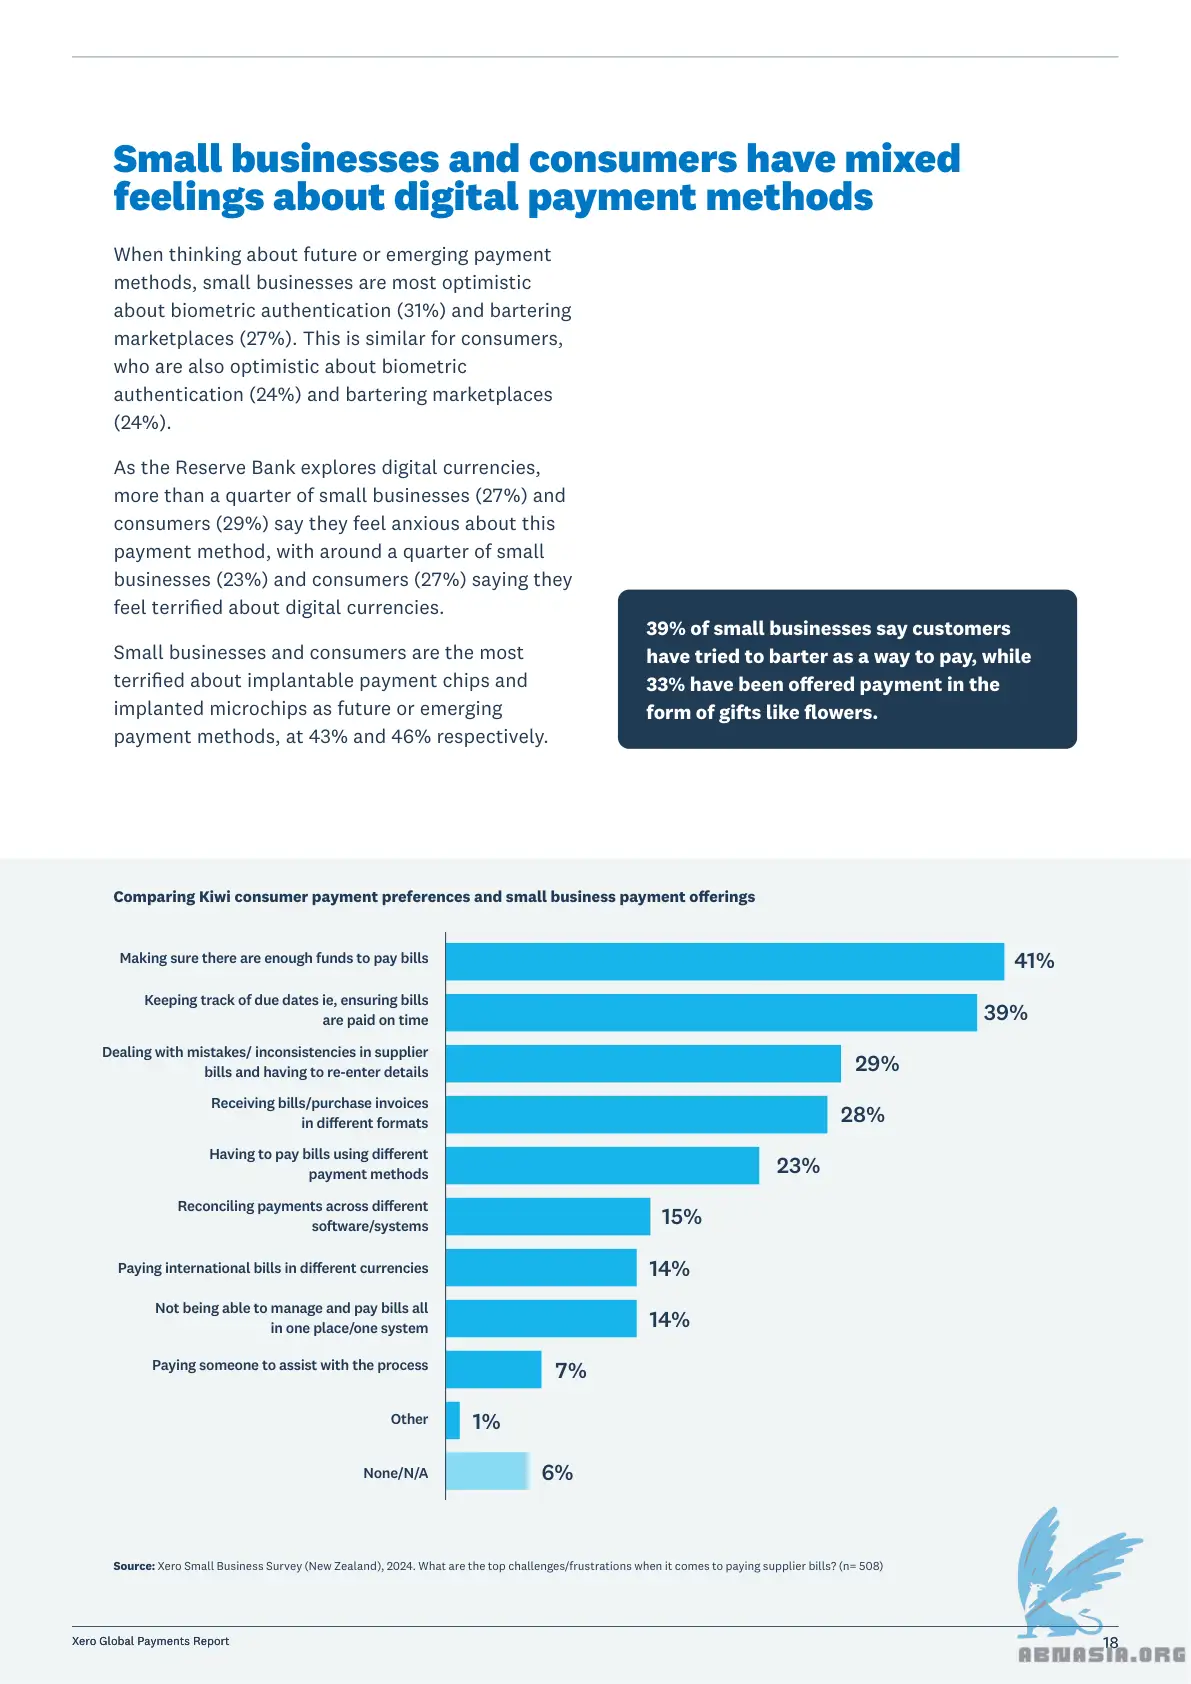 Small businesses and consumers have mixed
feelings about digital payment methods
When thinking about future or emerging payment
methods, small businesses are most optimistic
about biometric authentication (31%) and bartering
marketplaces (27%). This is similar for consumers,
who are also optimistic about biometric
authentication (24%) and bartering marketplaces
(24%).
As the Reserve Bank explores digital currencies,
more than a quarter of small businesses (27%) and
consumers (29%) say they feel anxious about this
payment method, with around a quarter of small
businesses (23%) and consumers (27%) saying they
feel terrified about digital currencies.
Small businesses and consumers are the most
terrified about implantable payment chips and
implanted microchips as future or emerging
payment methods, at 43% and 46% respectively.
39% of small businesses say customers
have tried to barter as a way to pay, while
33% have been offered payment in the
form of gifts like flowers.
Comparing Kiwi consumer payment preferences and small business payment offerings
Making sure there are enough funds to pay bills
41%
Keeping track of due dates ie, ensuring bills
are paid on time
39%
Dealing with mistakes/ inconsistencies in supplier
bills and having to re-enter details
29%
Receiving bills/purchase invoices
in different formats
28%
Having to pay bills using different
payment methods
23%
Reconciling payments across different
software/systems
15%
Paying international bills in different currencies
14%
Not being able to manage and pay bills all
in one place/one system
14%
Paying someone to assist with the process
7%
Other
1%
None/N/A
6%
Source: Xero Small Business Survey (New Zealand), 2024. What are the top challenges/frustrations when it comes to paying supplier bills? (n= 508)
Xero Global Payments Report
18
ABNASIA.ORG